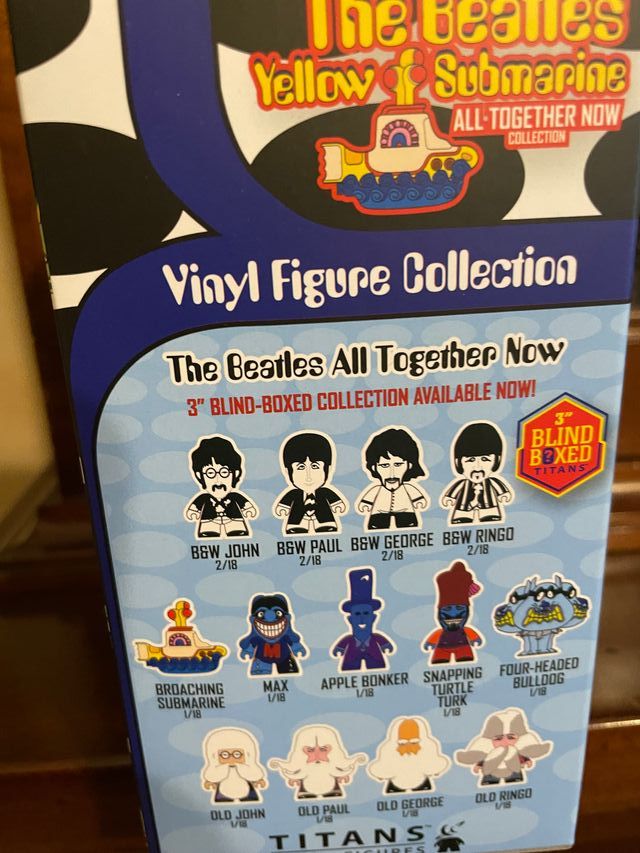 The Beatles
Yellow Submarine
ALL TOGETHER NOW
COLLECTION
Vinyl Figure Collection
The Beatles All Together Now
3" BLIND-BOXED COLLECTION AVAILABLE NOW!
3"
BLIND
B?XED
TITANS
B&W JOHN
2/18
B&W PAUL
2/18
B&W GEORGE
2/18
B&W RINGO
2/18
BROACHING
SUBMARINE
1/18
M
MAX
1/18
APPLE BONKER
1/18
SNAPPING
TURTLE
TURK
1/18
FOUR-HEADED
BULLDOG
1/18
OLD JOHN
1/18
OLD PAUL
1/18
OLD GEORGE
1/18
OLD RINGO
1/18
TITANS™
FIGURES